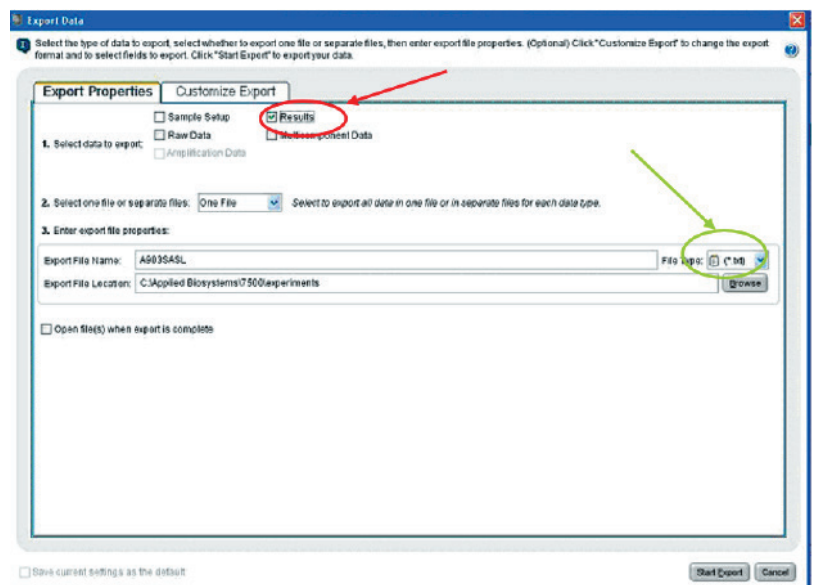 Export Data
Select the type of data to export, select whether to export one file or separate files, then enter export file properties. (Optional) Click "Customize Export" to change the export
format and to select fields to export. Click "Start Export" to export your data.
Export Properties Customize Export
Sample Setup Results
1. Select data to export: Raw Data Multicomponent Data
Amplification Data
2. Select one file or separate files: One File Select to export all data in one file or in separate files for each data type.
3. Enter export file properties:
Export File Name: A903SASL File Type: (*.txt)
Export File Location: C:\Applied Biosystems\7500\experiments Browse
Open file(s) when export is complete
Save current settings as the default Start Export Cancel